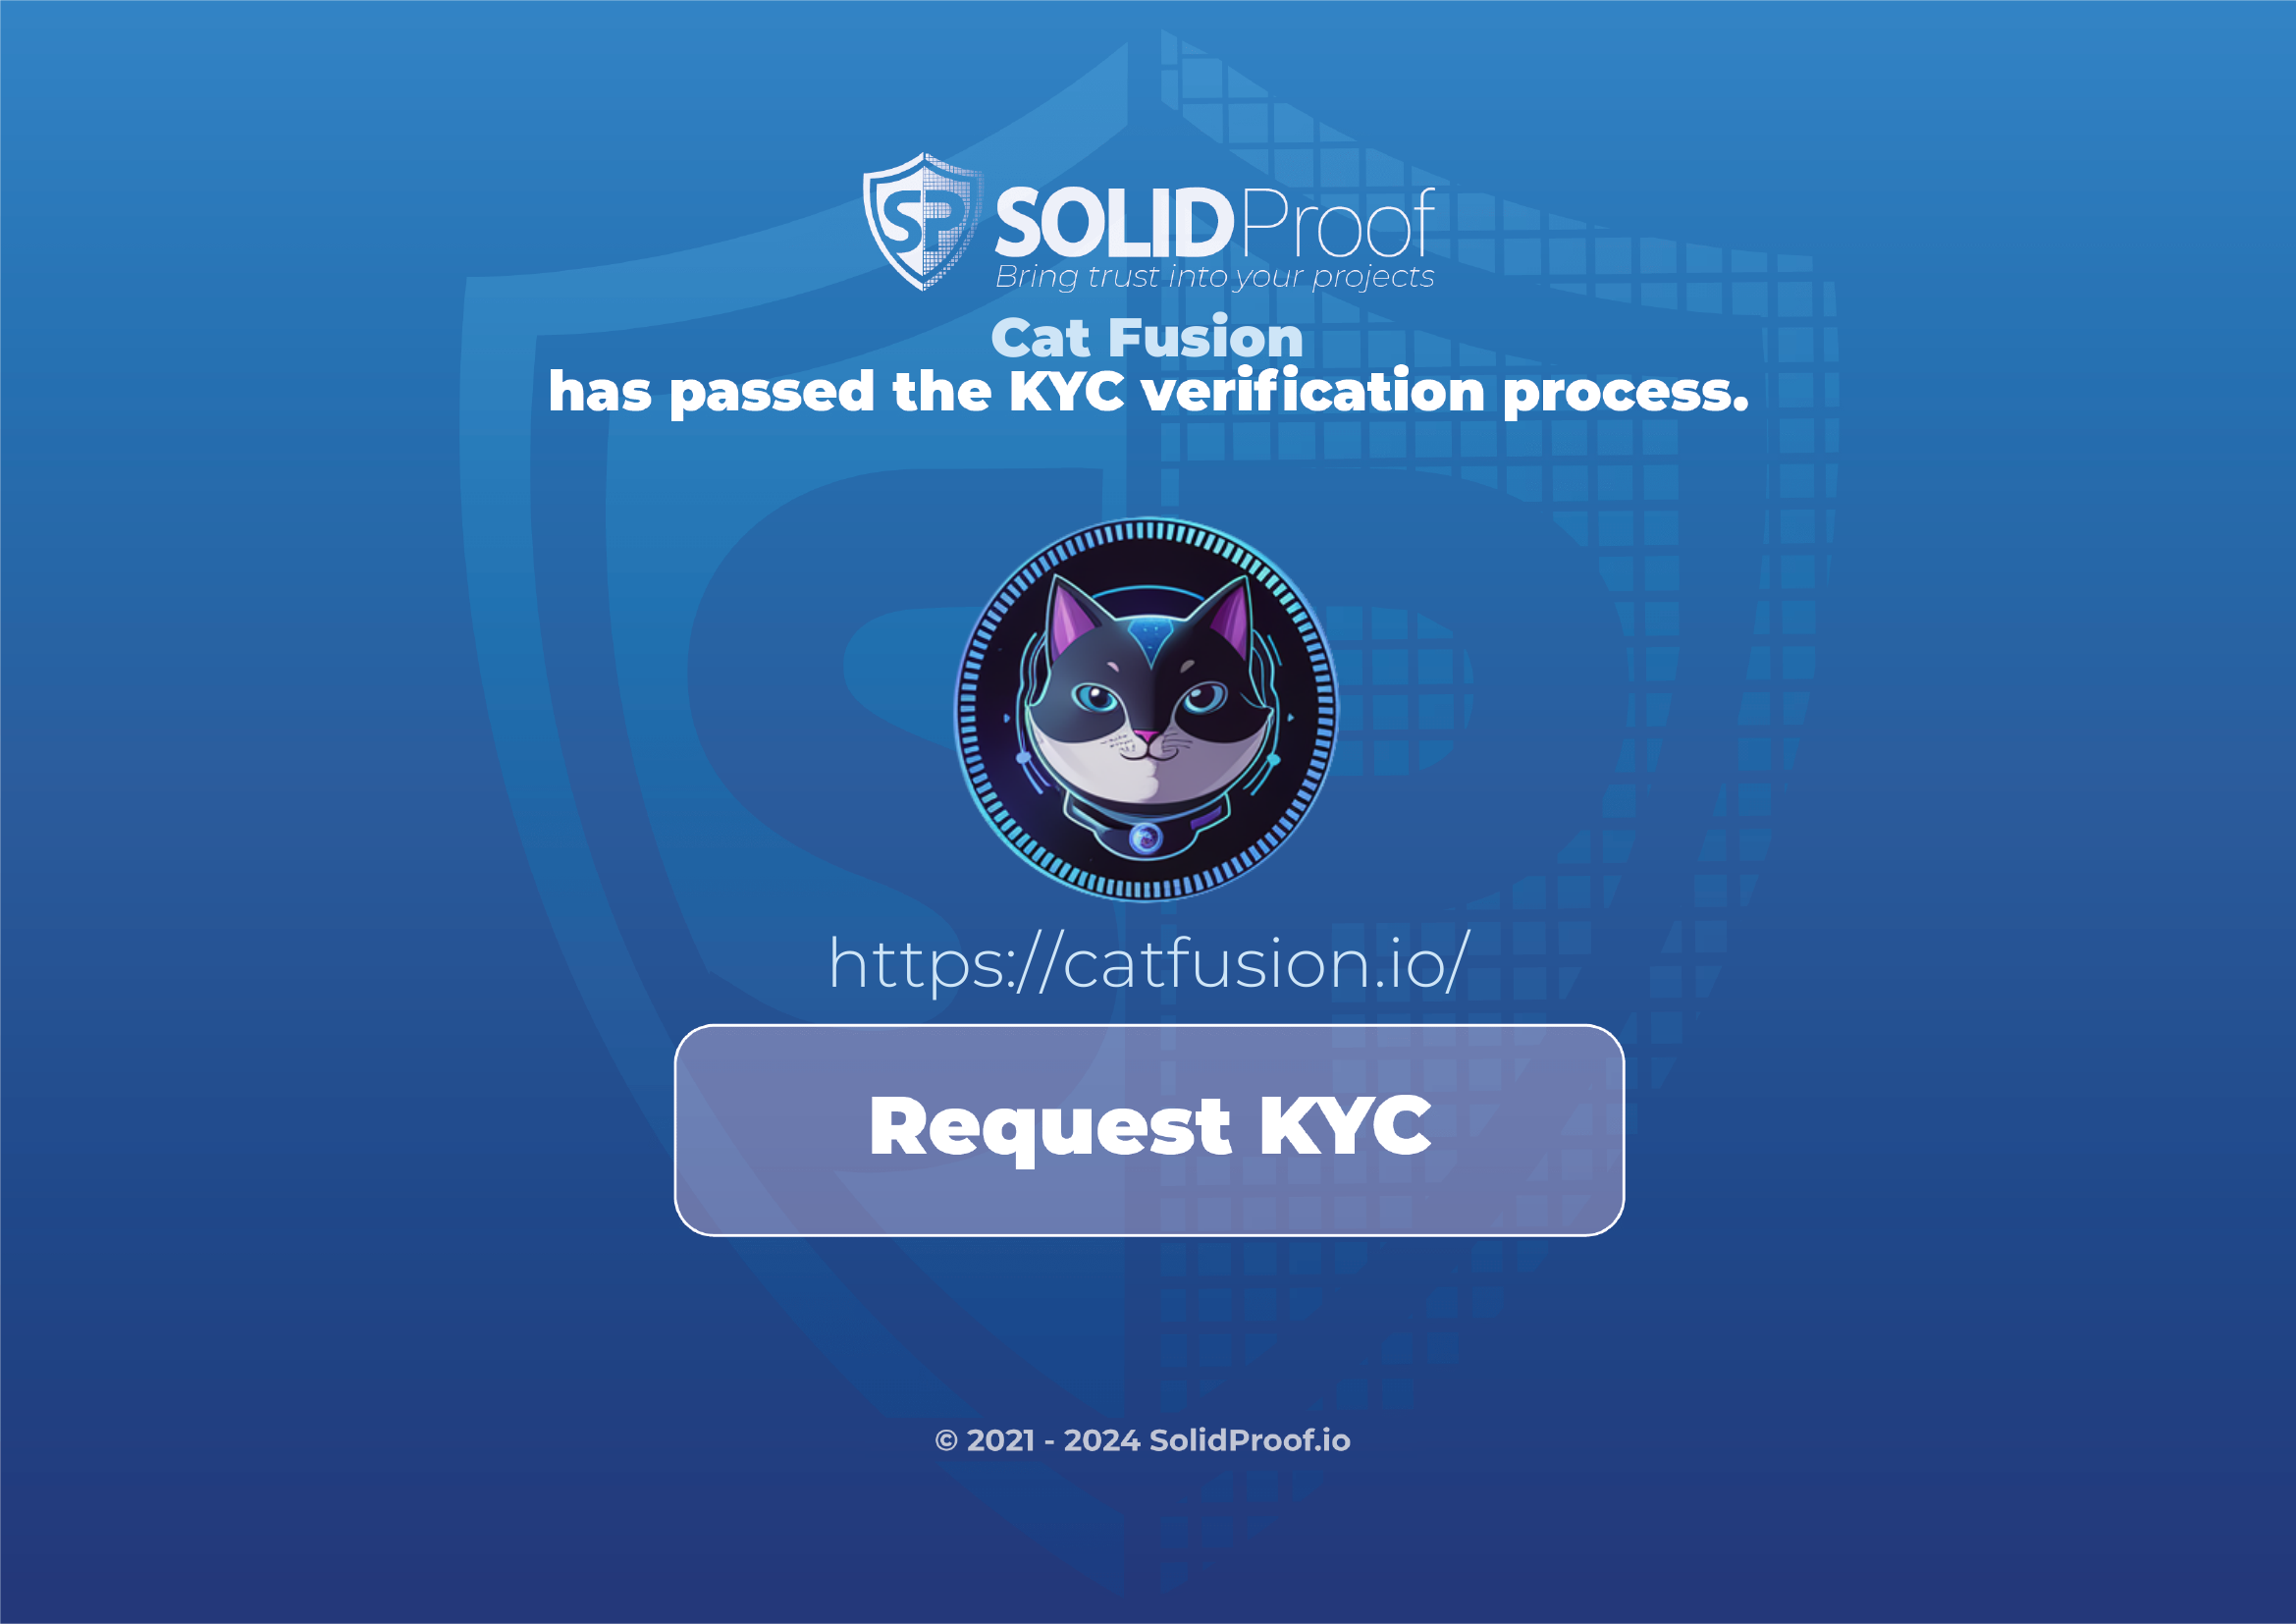 SP SOLIDProof
Bring trust into your projects
Cat Fusion
has passed the KYC verification process.
https://catfusion.io/
Request KYC
© 2021 - 2024 SolidProof.io